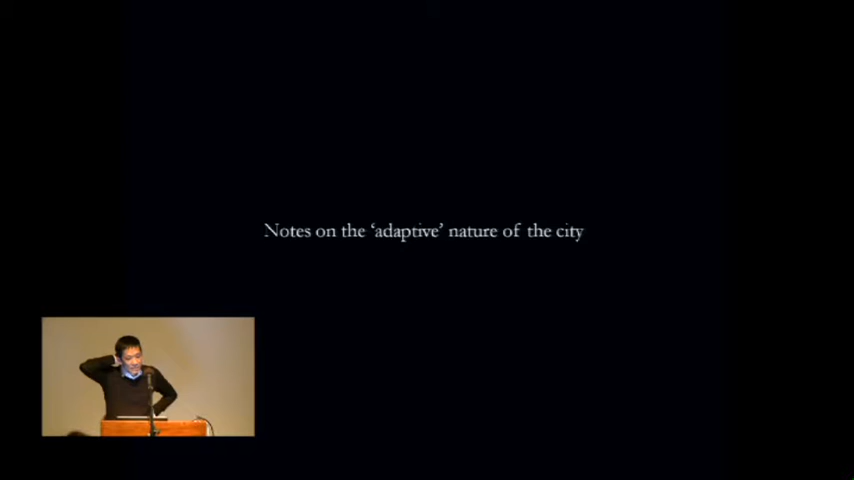 Notes on the ‘adaptive’ nature of the city